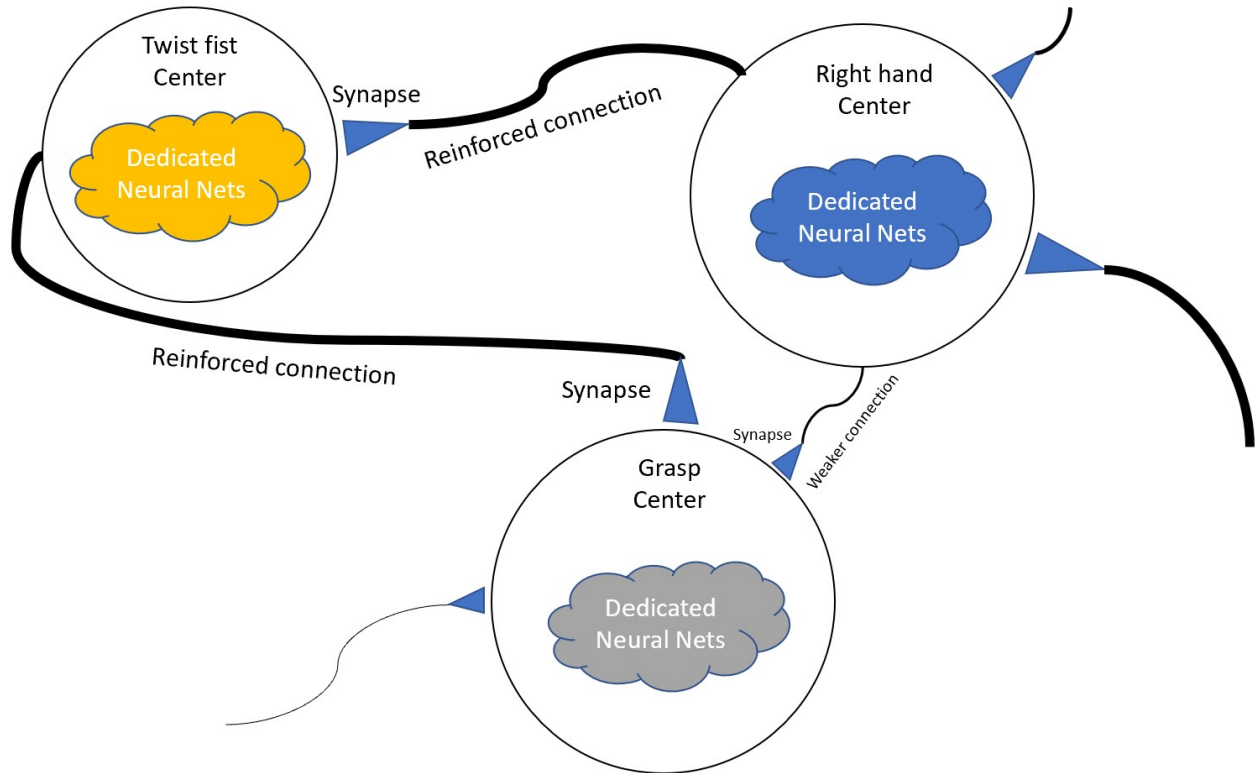 Twist fist
Center
Dedicated
Neural Nets
Synapse
Reinforced connection
Right hand
Center
Dedicated
Neural Nets
Reinforced connection
Synapse
Synapse
Weaker connection
Grasp
Center
Dedicated
Neural Nets